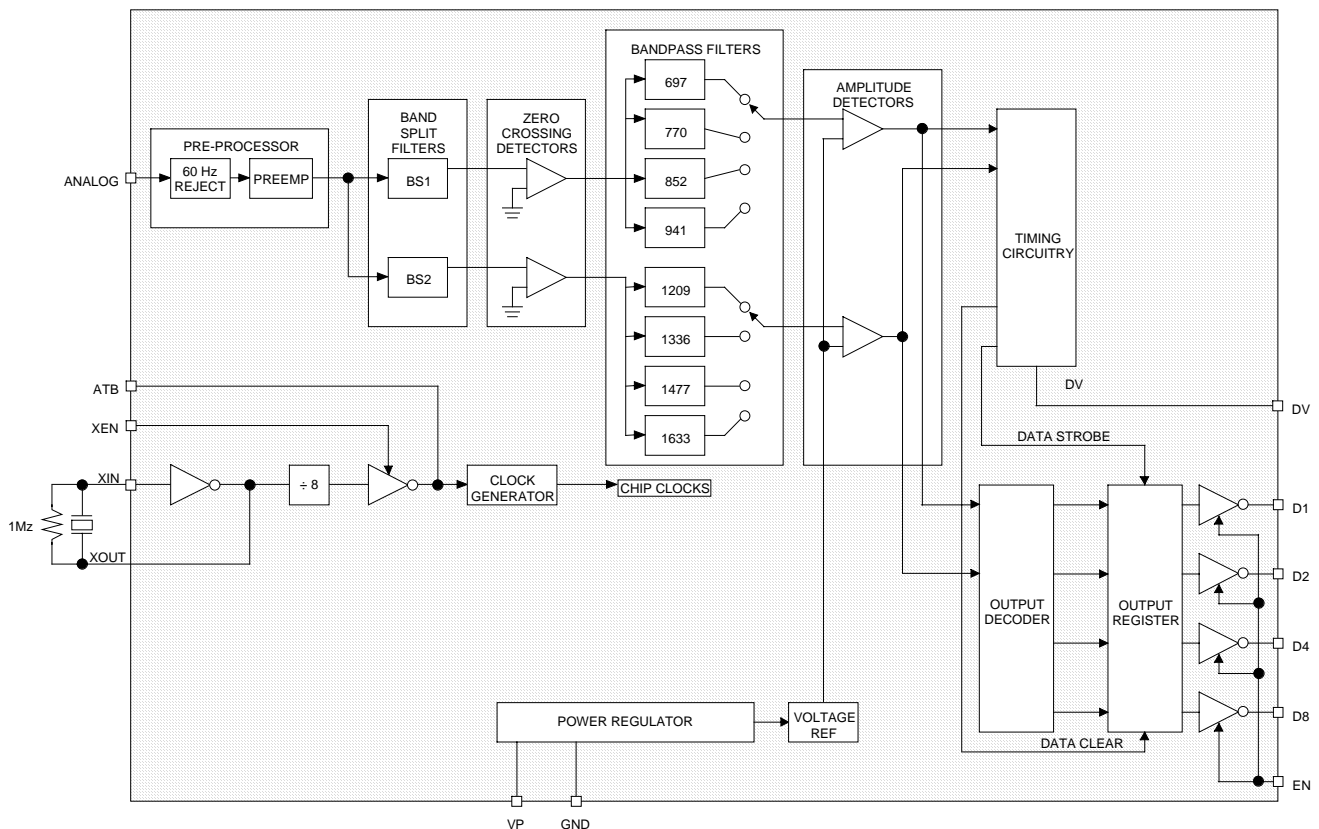 BANDPASS FILTERS
697
770
852
941
1209
1336
1477
1633
AMPLITUDE
DETECTORS
BAND
SPLIT
FILTERS
BS1
BS2
ZERO
CROSSING
DETECTORS
PRE-PROCESSOR
60 Hz
REJECT
PREEMP
ANALOG
TIMING
CIRCUITRY
DV
DV
DATA STROBE
ATB
XEN
XIN
1Mz
XOUT
÷ 8
CLOCK
GENERATOR
CHIP CLOCKS
OUTPUT
DECODER
OUTPUT
REGISTER
D1
D2
D4
D8
EN
DATA CLEAR
POWER REGULATOR
VOLTAGE
REF
VP
GND